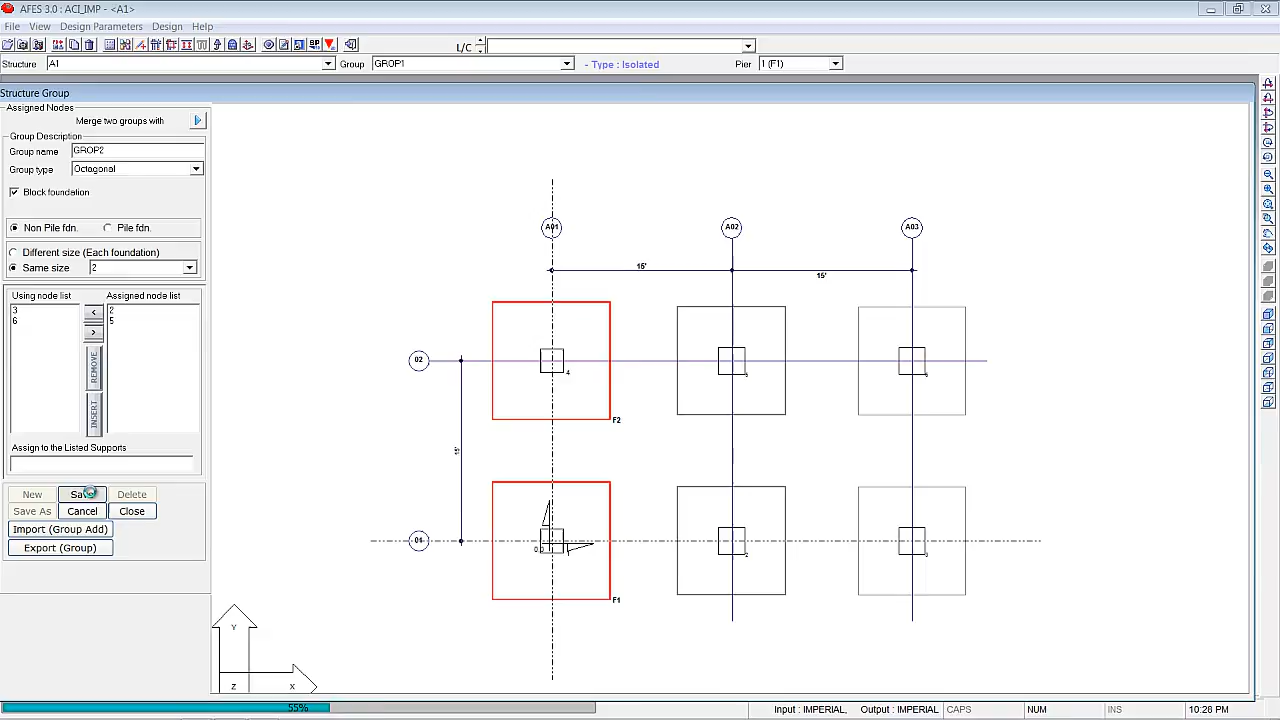 AFES 3.0 : ACI_IMP - <A1>
File View Design Parameters Design Help
L/C
Structure A1 Group GROP1 - Type : Isolated Pier 1 (F1)
Structure Group
Assigned Nodes
Merge two groups with
Group Description
Group name GROP2
Group type Octagonal
Block foundation
Non Pile fdn. Pile fdn.
Different size (Each foundation)
Same size 2
Using node list Assigned node list
3 2
6 5
< 
>
REMOVE
INSERT
Assign to the Listed Supports
New Save Delete
Save As Cancel Close
Import (Group Add)
Export (Group)
A01 A02 A03
15' 15'
02
4
F2
15'
01
0,0
2
F1
Y
Z X
55% Input : IMPERIAL, Output : IMPERIAL CAPS NUM INS 10:28 PM